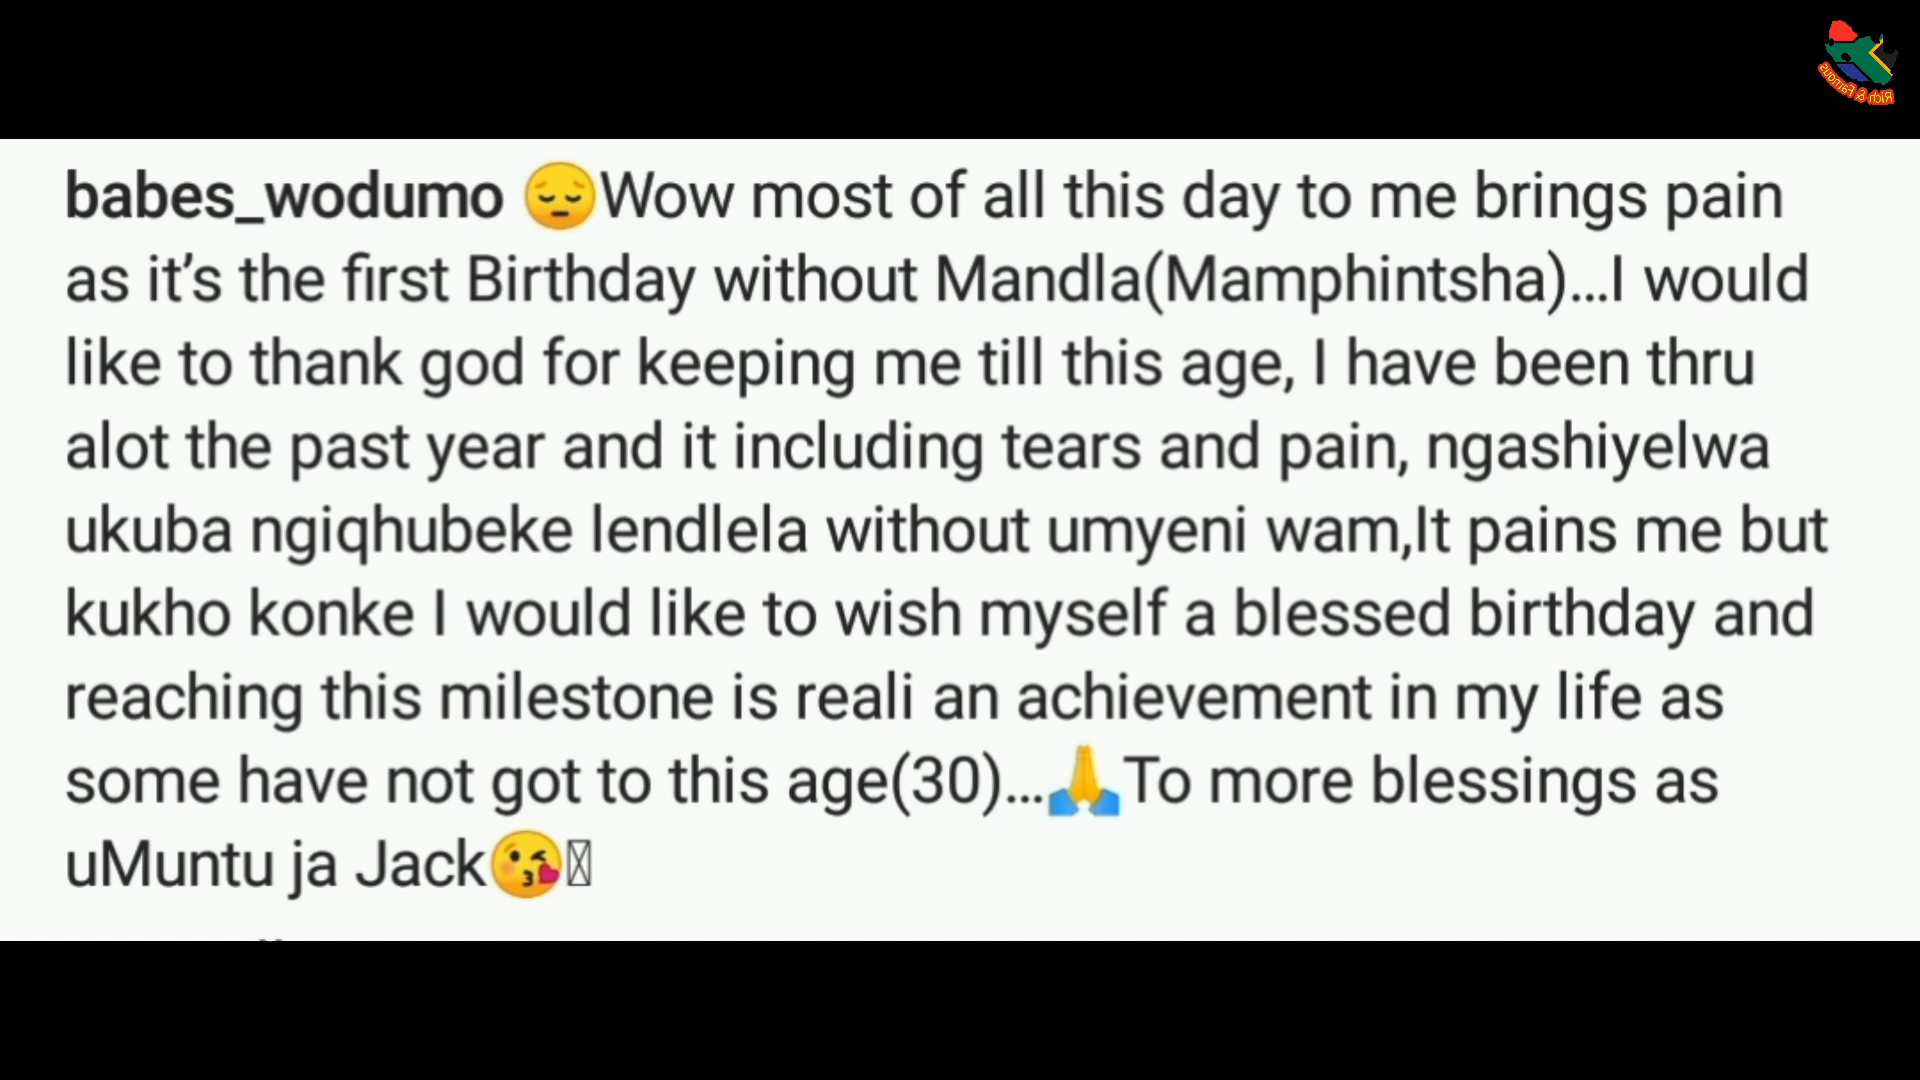 Rich & Famous
babes_wodumo 😔Wow most of all this day to me brings pain
as it’s the first Birthday without Mandla(Mamphintsha)...I would
like to thank god for keeping me till this age, I have been thru
alot the past year and it including tears and pain, ngashiyelwa
ukuba ngiqhubeke lendlela without umyeni wam,It pains me but
kukho konke I would like to wish myself a blessed birthday and
reaching this milestone is reali an achievement in my life as
some have not got to this age(30)...🙏To more blessings as
uMuntu ja Jack😘